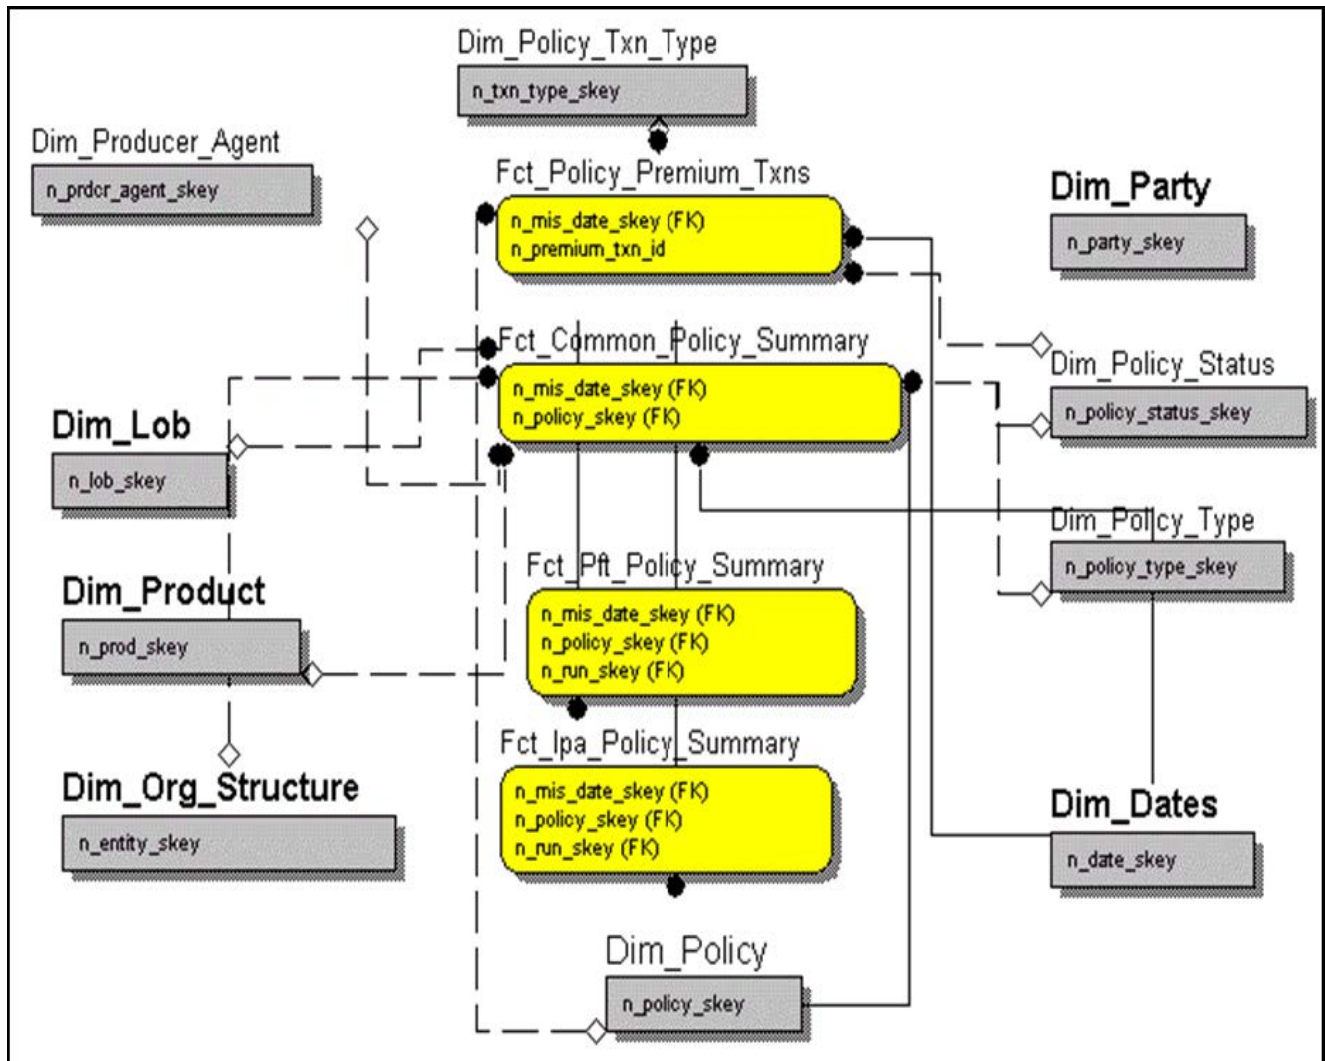 Dim_Policy_Txn_Type
n_txn_type_skey
Dim_Producer_Agent
n_prdcr_agent_skey
Fct_Policy_Premium_Txns
n_mis_date_skey (FK)
n_premium_txn_id
Dim_Party
n_party_skey
Fct_Common_Policy_Summary
n_mis_date_skey (FK)
n_policy_skey (FK)
Dim_Policy_Status
n_policy_status_skey
Dim_Lob
n_lob_skey
Dim_Policy_Type
n_policy_type_skey
Fct_Pft_Policy_Summary
n_mis_date_skey (FK)
n_policy_skey (FK)
n_run_skey (FK)
Dim_Product
n_prod_skey
Fct_Ipa_Policy_Summary
n_mis_date_skey (FK)
n_policy_skey (FK)
n_run_skey (FK)
Dim_Org_Structure
n_entity_skey
Dim_Dates
n_date_skey
Dim_Policy
n_policy_skey